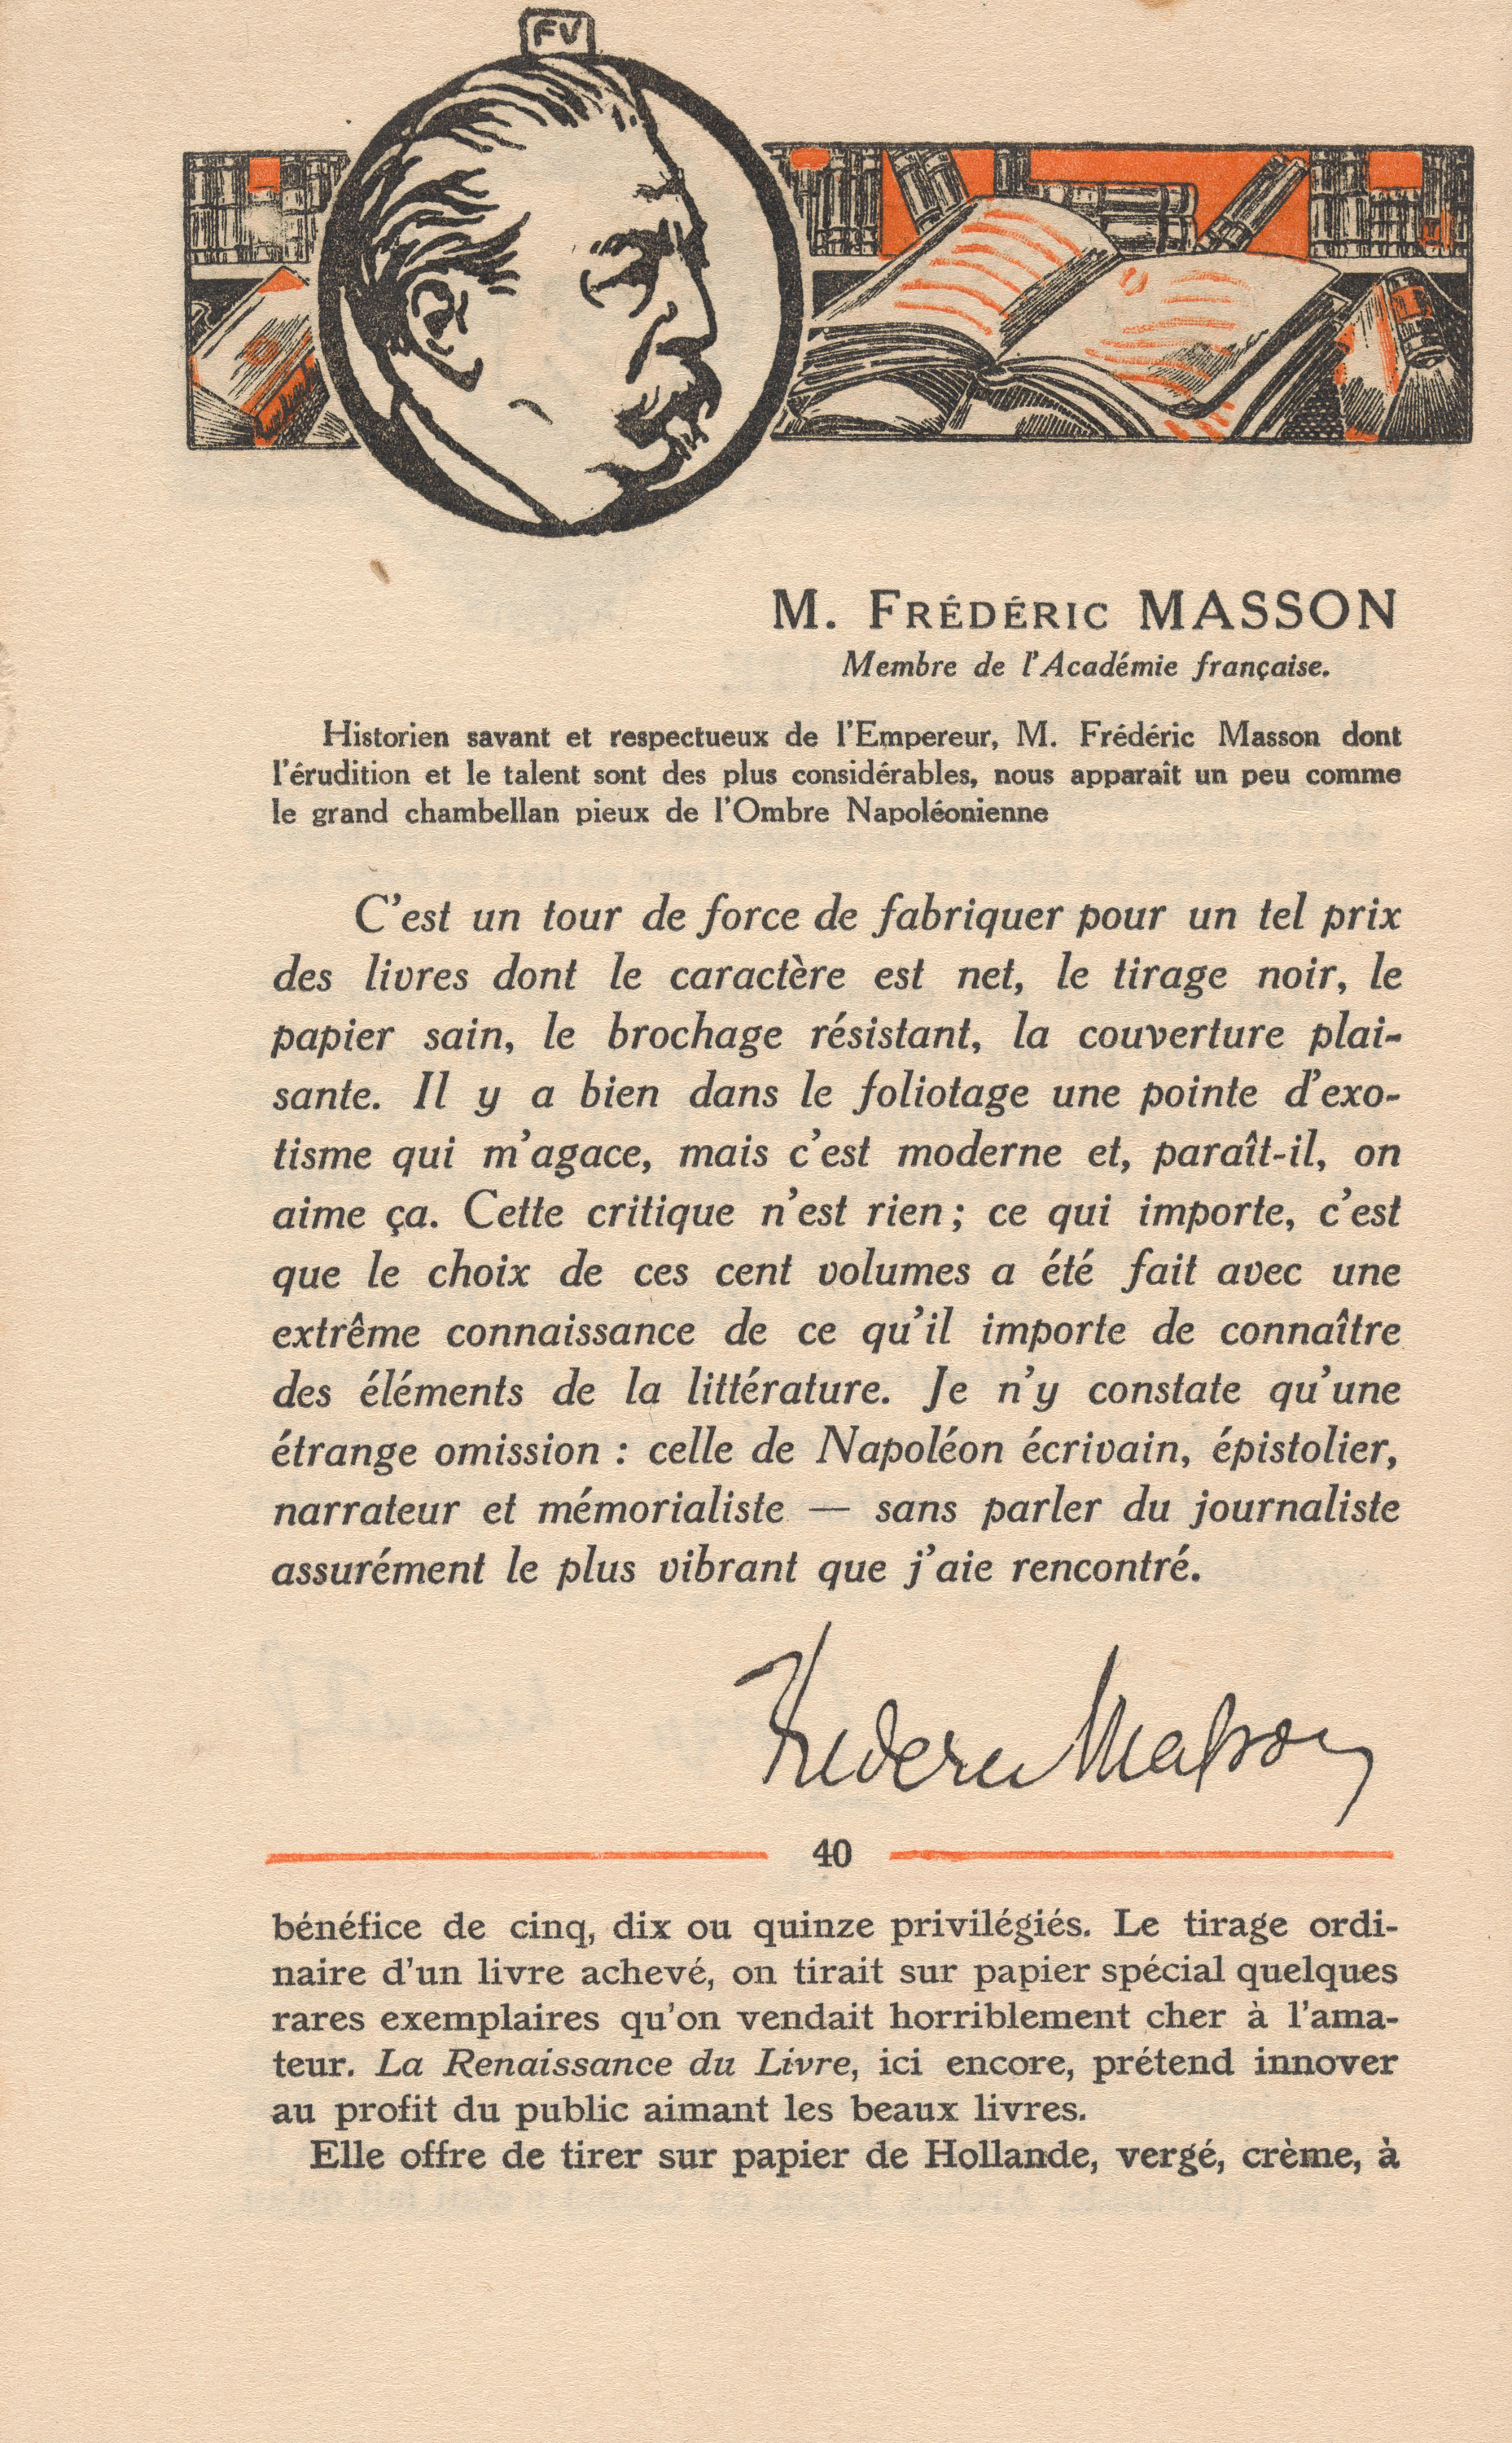 FV
M. FRÉDÉRIC MASSON
Membre de l'Académie française.
Historien savant et respectueux de l'Empereur, M. Frédéric Masson dont
l'érudition et le talent sont des plus considérables, nous apparaît un peu comme
le grand chambellan pieux de l'Ombre Napoléonienne
C'est un tour de force de fabriquer pour un tel prix
des livres dont le caractère est net, le tirage noir, le
papier sain, le brochage résistant, la couverture plai-
sante. Il y a bien dans le foliotage une pointe d'exo-
tisme qui m'agace, mais c'est moderne et, paraît-il, on
aime ça. Cette critique n'est rien ; ce qui importe, c'est
que le choix de ces cent volumes a été fait avec une
extrême connaissance de ce qu'il importe de connaître
des éléments de la littérature. Je n'y constate qu'une
étrange omission : celle de Napoléon écrivain, épistolier,
narrateur et mémorialiste — sans parler du journaliste
assurément le plus vibrant que j'aie rencontré.
Frederic Masson
40
bénéfice de cinq, dix ou quinze privilégiés. Le tirage ordi-
naire d'un livre achevé, on tirait sur papier spécial quelques
rares exemplaires qu'on vendait horriblement cher à l'ama-
teur. La Renaissance du Livre, ici encore, prétend innover
au profit du public aimant les beaux livres.
Elle offre de tirer sur papier de Hollande, vergé, crème, à